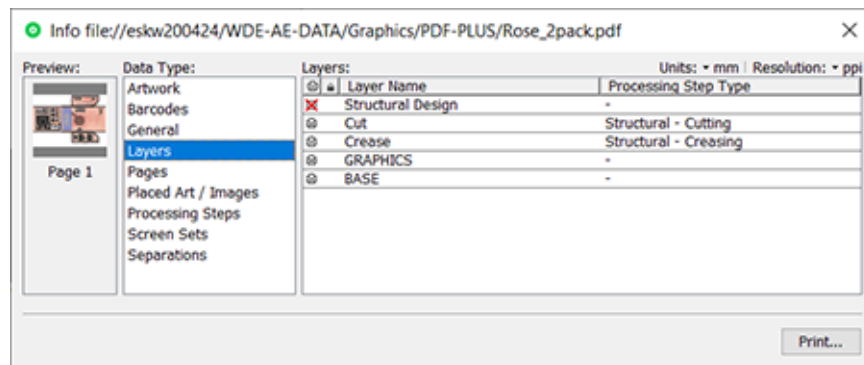 Info file://eskw200424/WDE-AE-DATA/Graphics/PDF-PLUS/Rose_2pack.pdf
Preview:
Page 1
Data Type:
Artwork
Barcodes
General
Layers
Pages
Placed Art / Images
Processing Steps
Screen Sets
Separations
Layers:
Units: mm | Resolution: ppi
Layer Name Processing Step Type
Structural Design -
Cut Structural - Cutting
Crease Structural - Creasing
GRAPHICS -
BASE -
Print...